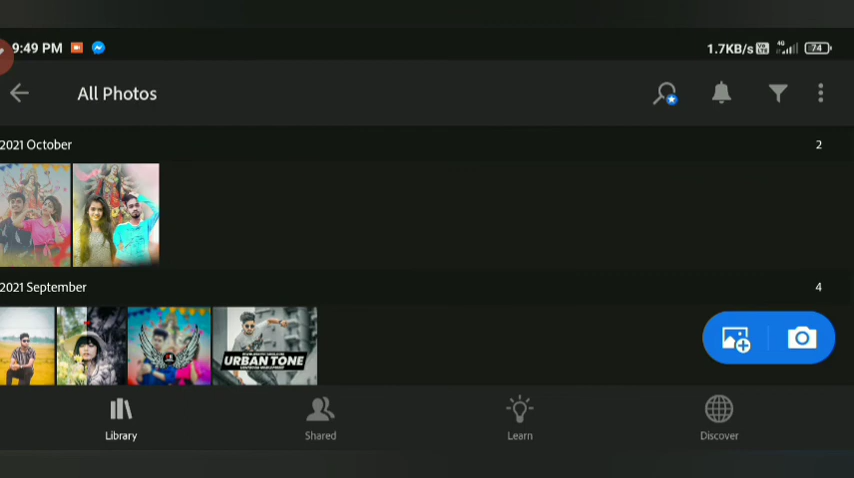 9:49 PM 1.7KB/s 4G 74
All Photos
2021 October 2
2021 September 4
URBAN TONE
Library Shared Learn Discover